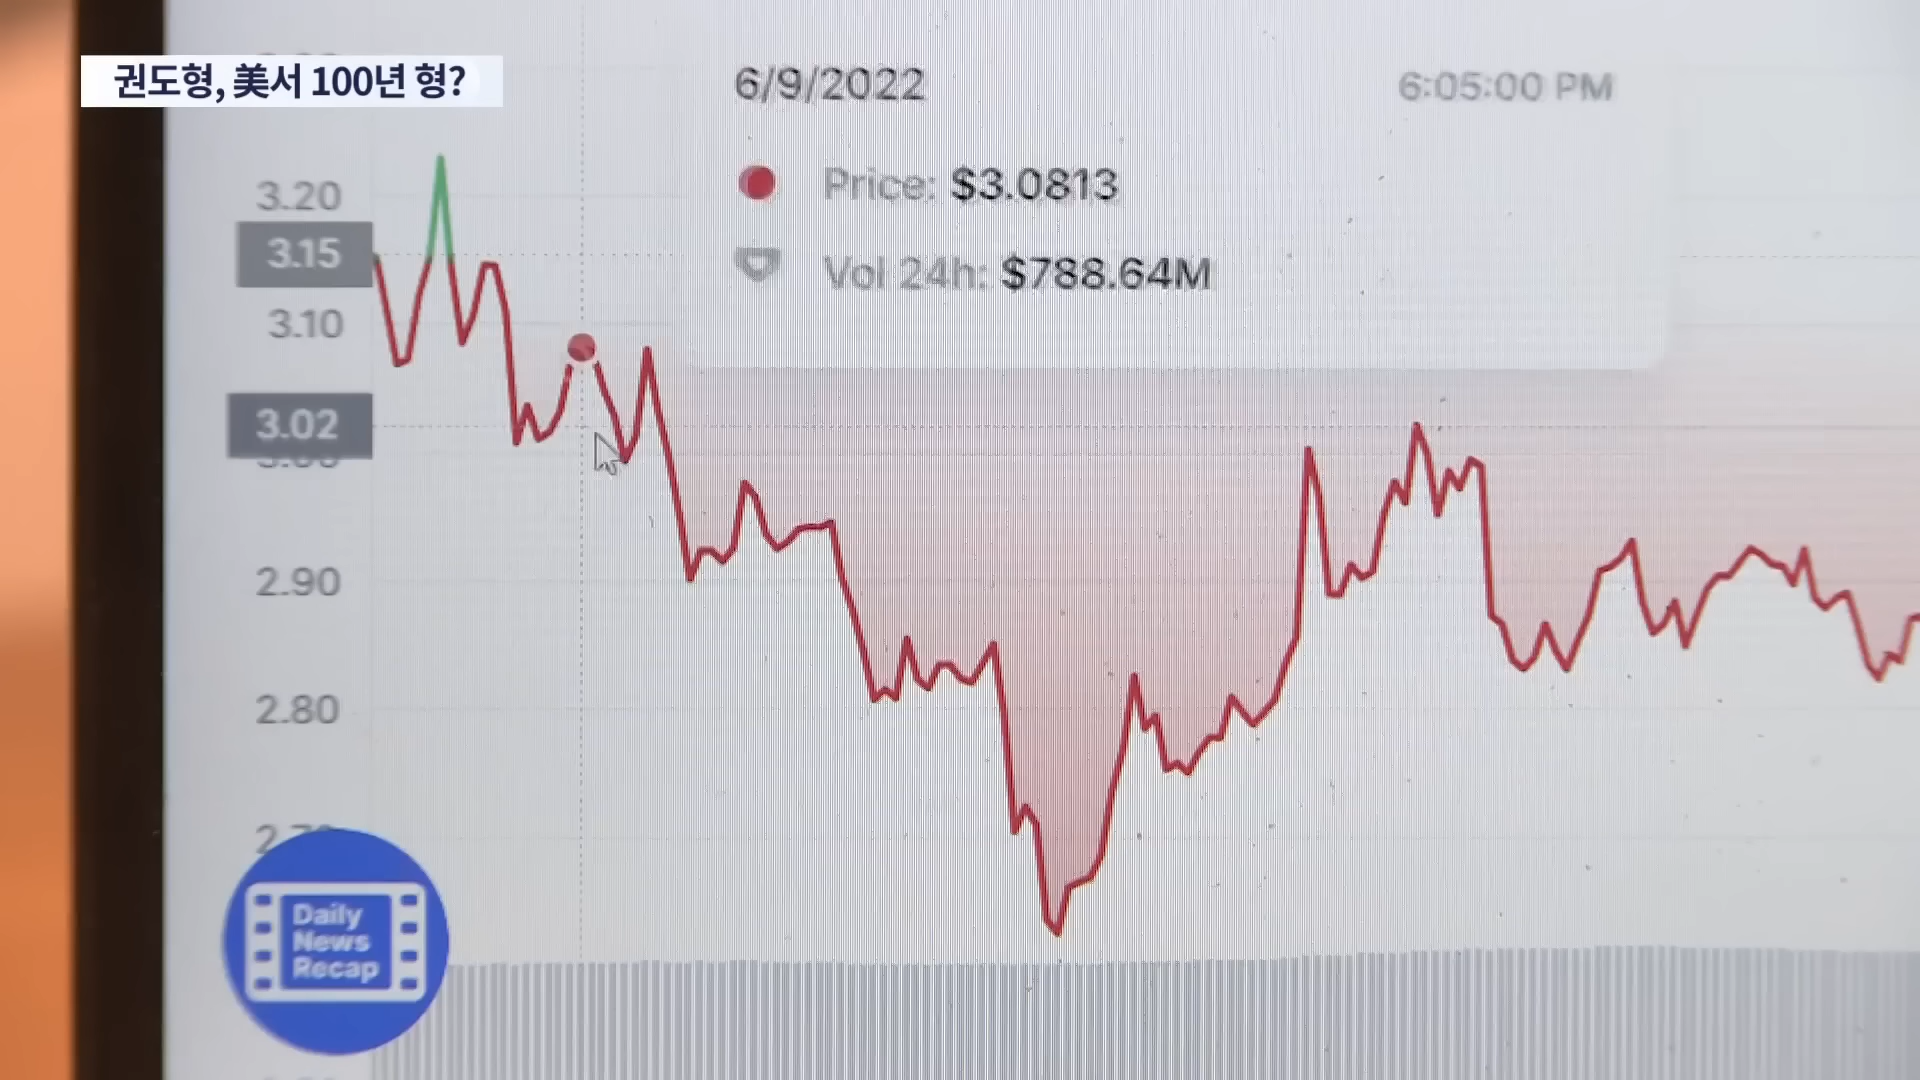 권도형, 美서 100년 형?
6/9/2022 6:05:00 PM
Price: $3.0813
Vol 24h: $788.64M
3.20
3.15
3.10
3.02
2.90
2.80
Daily
News
Recap